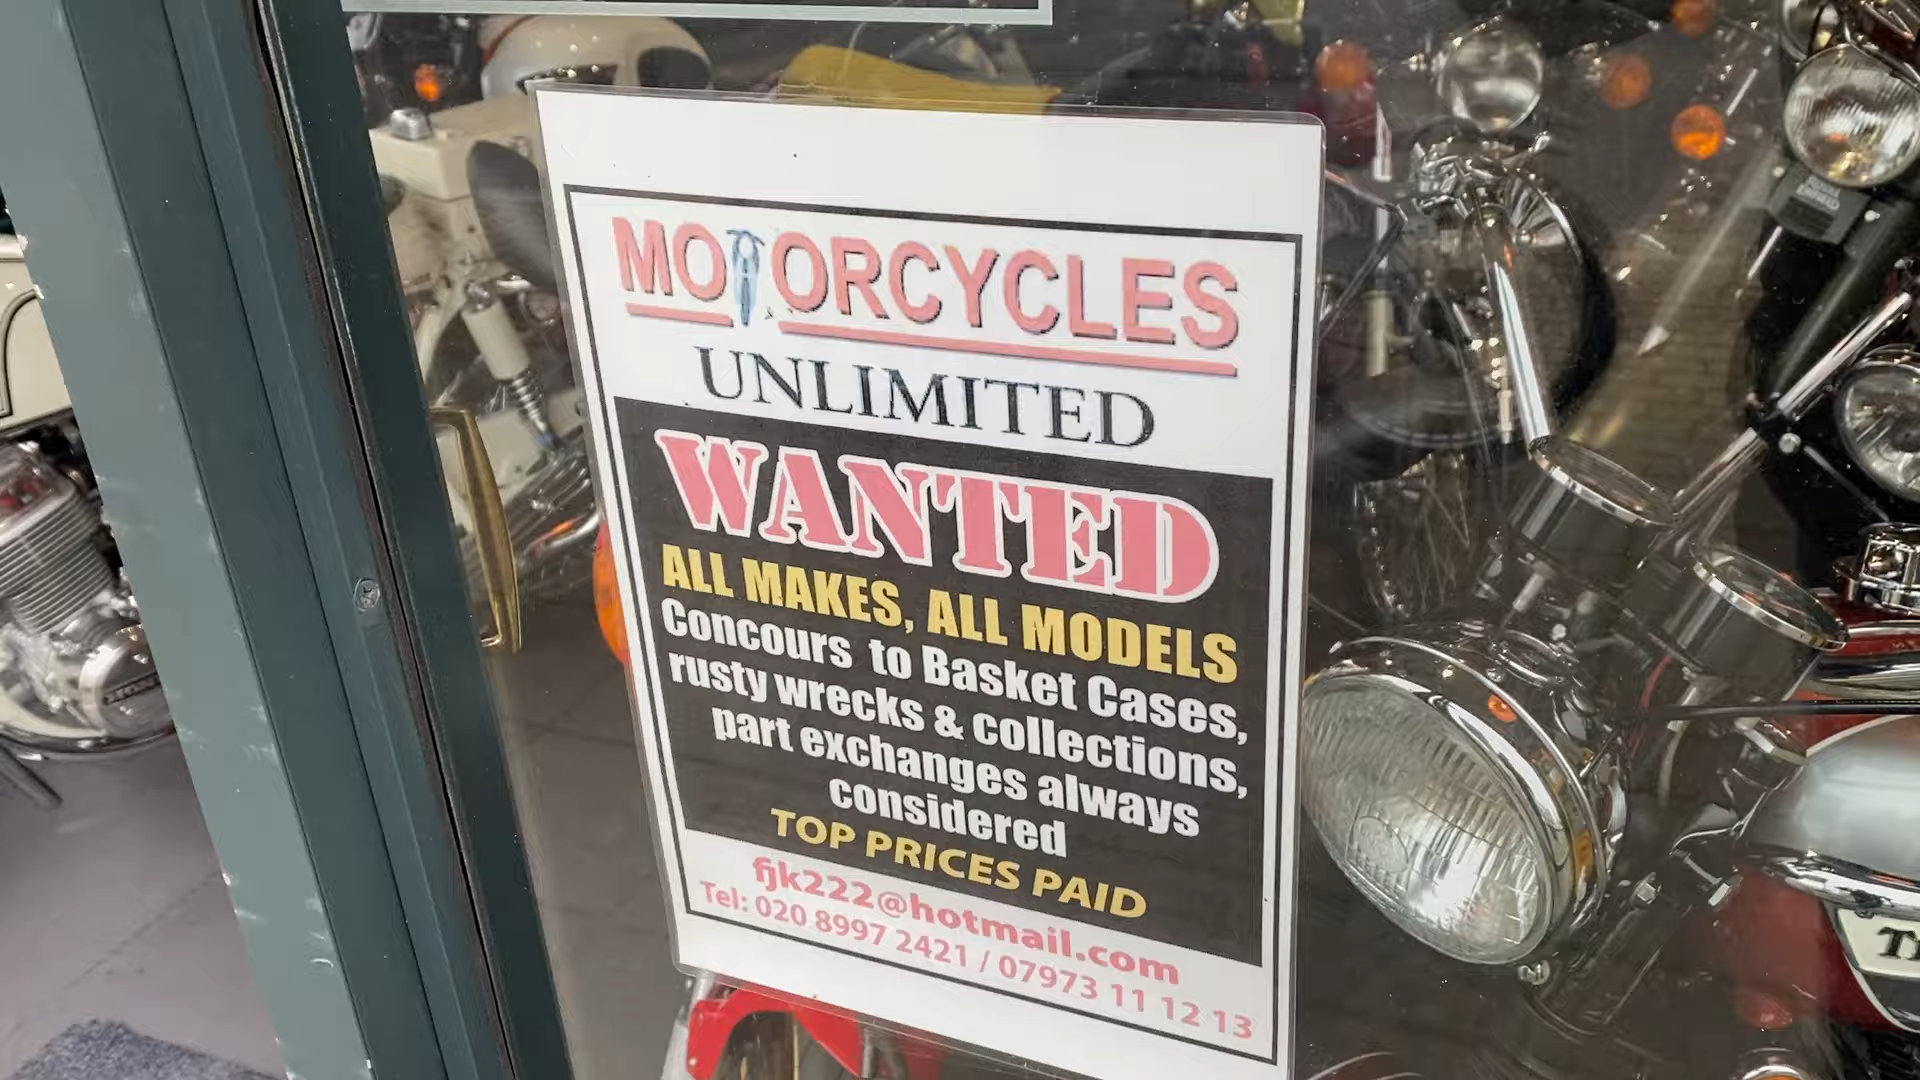 MOTORCYCLES
UNLIMITED
WANTED
ALL MAKES, ALL MODELS
Concours to Basket Cases,
rusty wrecks & collections,
part exchanges always
considered
TOP PRICES PAID
fjk222@hotmail.com
Tel: 020 8997 2421 / 07973 11 12 13
HONDA